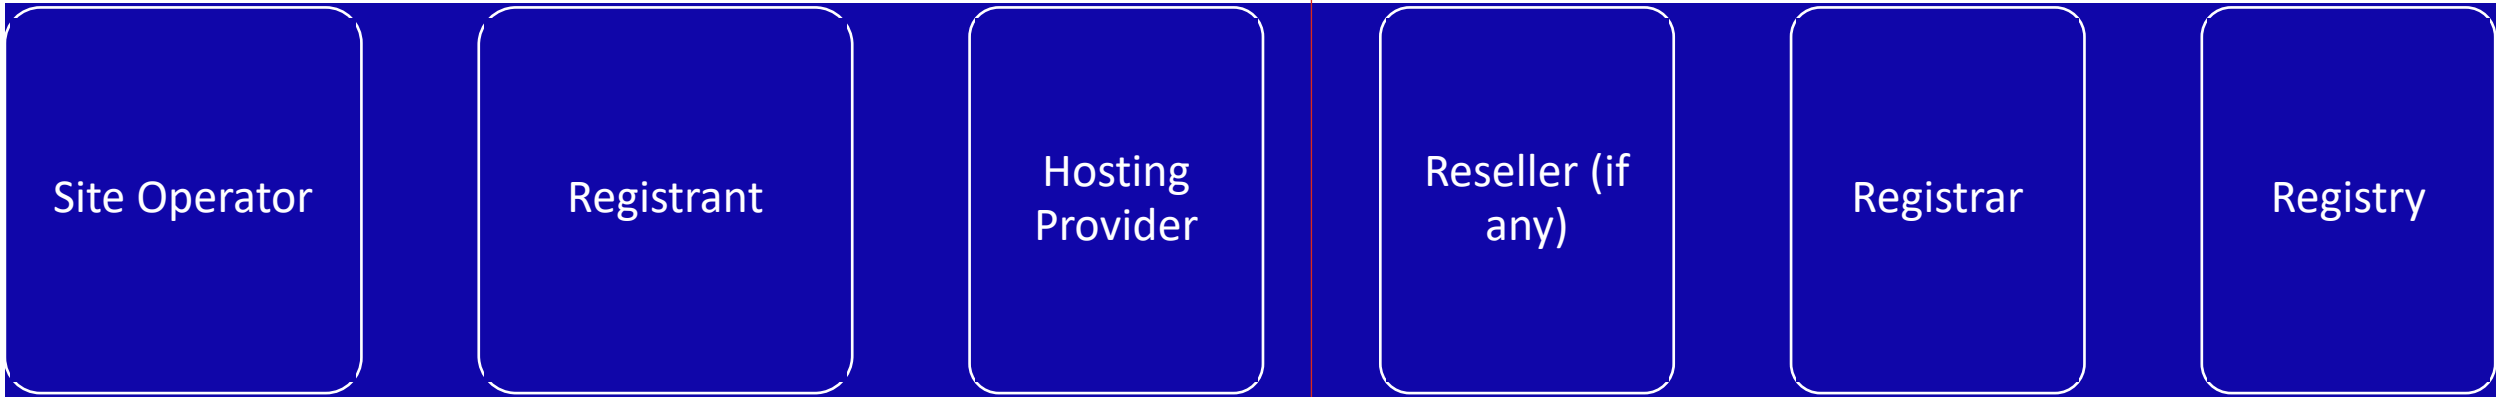 Site Operator
Registrant
Hosting
Provider
Reseller (if
any)
Registrar
Registry